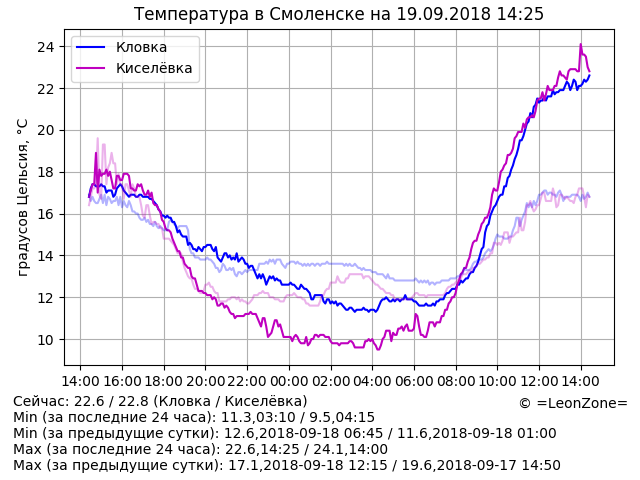 Температура в Смоленске на 19.09.2018 14:25
градусов Цельсия, °C
Кловка
Киселёвка
24
22
20
18
16
14
12
10
14:00 16:00 18:00 20:00 22:00 00:00 02:00 04:00 06:00 08:00 10:00 12:00 14:00
Сейчас: 22.6 / 22.8 (Кловка / Киселёвка)
© =LeonZone=
Min (за последние 24 часа): 11.3,03:10 / 9.5,04:15
Min (за предыдущие сутки): 12.6,2018-09-18 06:45 / 11.6,2018-09-18 01:00
Max (за последние 24 часа): 22.6,14:25 / 24.1,14:00
Max (за предыдущие сутки): 17.1,2018-09-18 12:15 / 19.6,2018-09-17 14:50